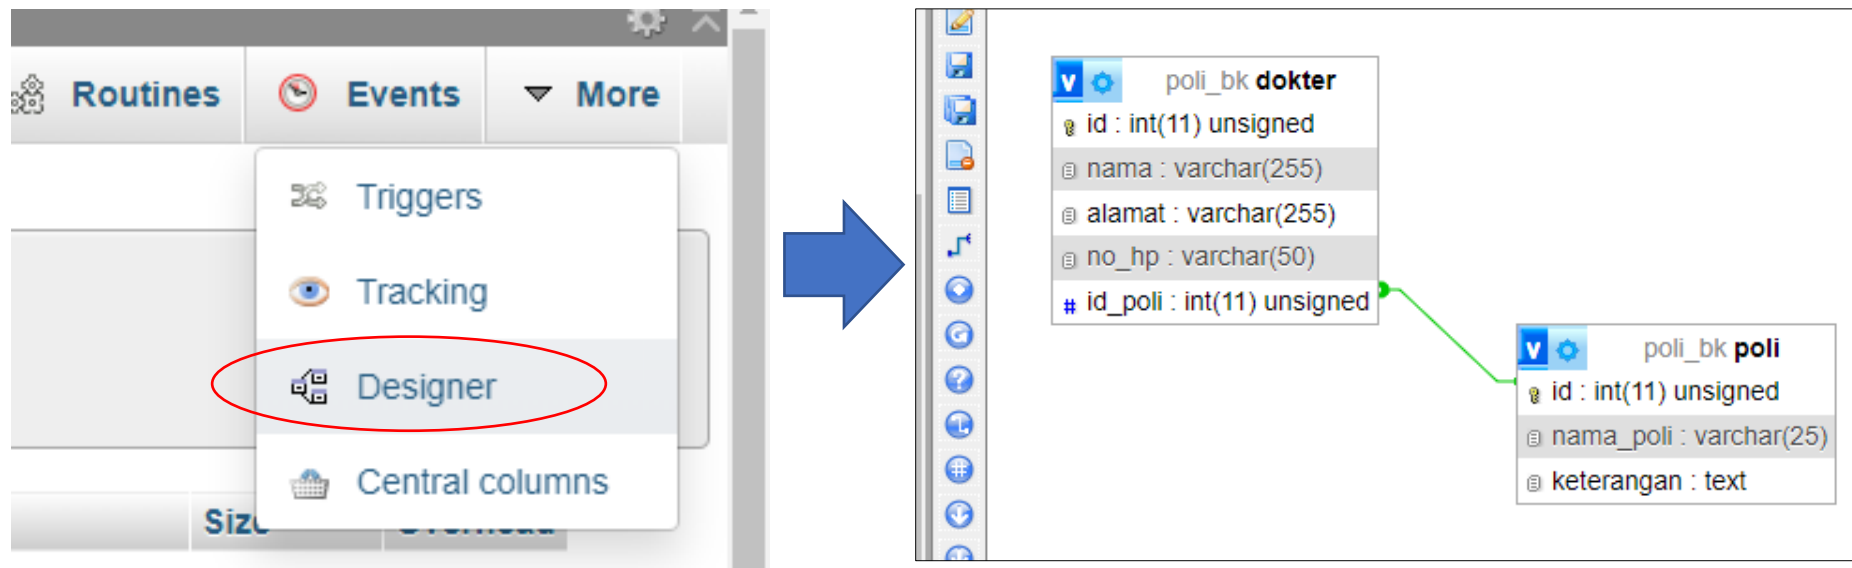 Routines
Events
More
Triggers
Tracking
Designer
Central columns
Size
poli_bk dokter
id : int(11) unsigned
nama : varchar(255)
alamat : varchar(255)
no_hp : varchar(50)
# id_poli : int(11) unsigned
poli_bk poli
id : int(11) unsigned
nama_poli : varchar(25)
keterangan : text